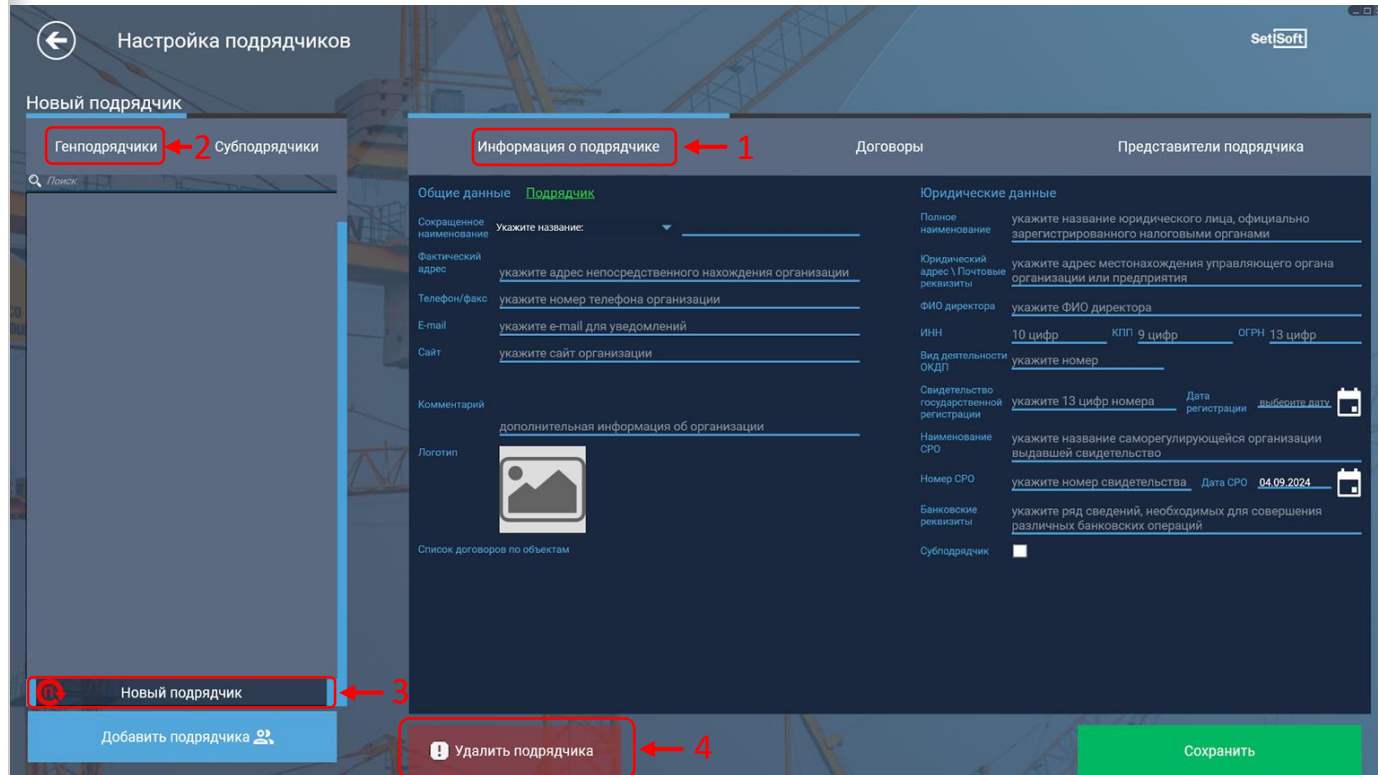 Настройка подрядчиков
SetlSoft
Новый подрядчик
Генподрядчики
2
Субподрядчики
Поиск
Новый подрядчик
3
Добавить подрядчика
Информация о подрядчике
1
Договоры
Представители подрядчика
Общие данные
Подрядчик
Сокращенное
наименование
Укажите название:
Фактический
адрес
укажите адрес непосредственного нахождения организации
Телефон/факс
укажите номер телефона организации
E-mail
укажите e-mail для уведомлений
Сайт
укажите сайт организации
Комментарий
дополнительная информация об организации
Логотип
Список договоров по объектам
Юридические данные
Полное
наименование
укажите название юридического лица, официально
зарегистрированного налоговыми органами
Юридический
адрес \ Почтовые
реквизиты
укажите адрес местонахождения управляющего органа
организации или предприятия
ФИО директора
укажите ФИО директора
ИНН
10 цифр
КПП
9 цифр
ОГРН
13 цифр
Вид деятельности
ОКДП
укажите номер
Свидетельство
государственной
регистрации
укажите 13 цифр номера
Дата
регистрации
выберите дату
Наименование
СРО
укажите название саморегулирующейся организации
выдавшей свидетельство
Номер СРО
укажите номер свидетельства
Дата СРО
04.09.2024
Банковские
реквизиты
укажите ряд сведений, необходимых для совершения
различных банковских операций
Субподрядчик
Удалить подрядчика
4
Сохранить